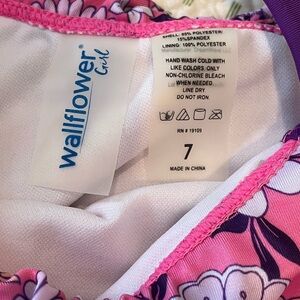 wallflower
Girl
SHELL: 85% POLYESTER/
15%SPANDEX
LINING: 100% POLYESTER
HAND WASH COLD WITH
LIKE COLORS ONLY
NON-CHLORINE BLEACH
WHEN NEEDED.
LINE DRY
DO NOT IRON
RN # 19109
7
MADE IN CHINA